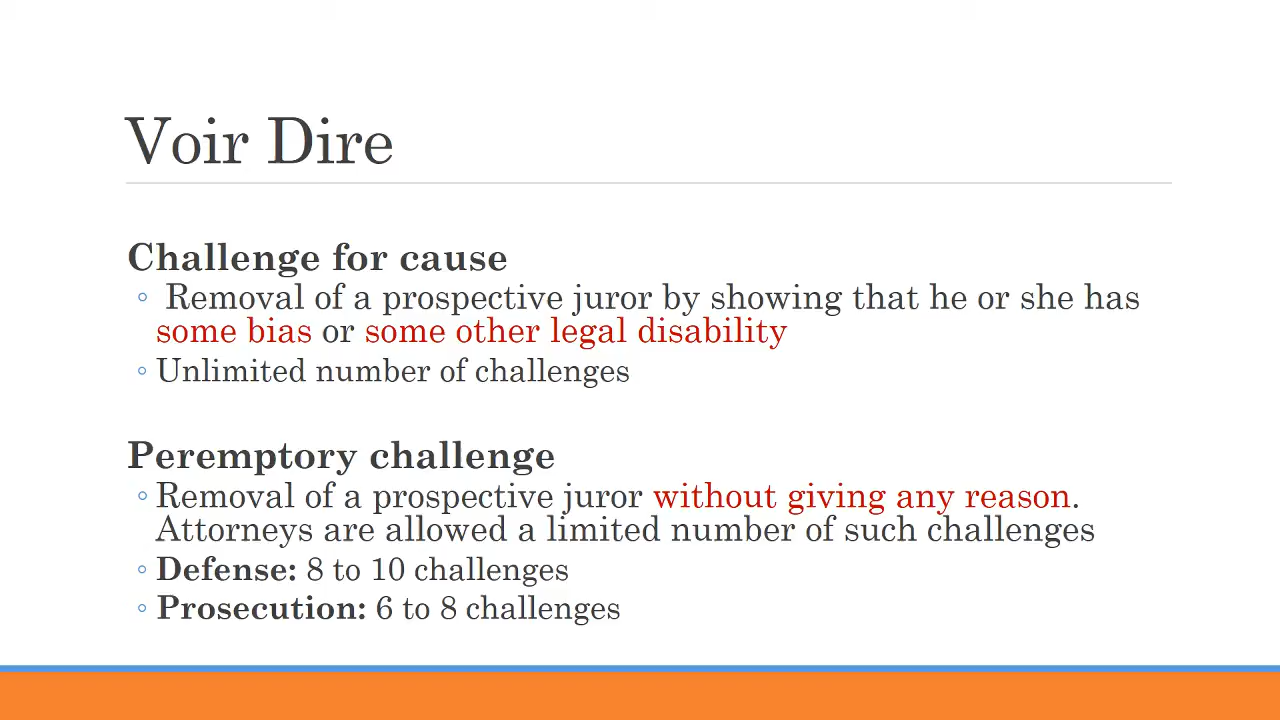 Voir Dire
Challenge for cause
◦ Removal of a prospective juror by showing that he or she has
some bias or some other legal disability
◦ Unlimited number of challenges
Peremptory challenge
◦ Removal of a prospective juror without giving any reason.
Attorneys are allowed a limited number of such challenges
◦ Defense: 8 to 10 challenges
◦ Prosecution: 6 to 8 challenges